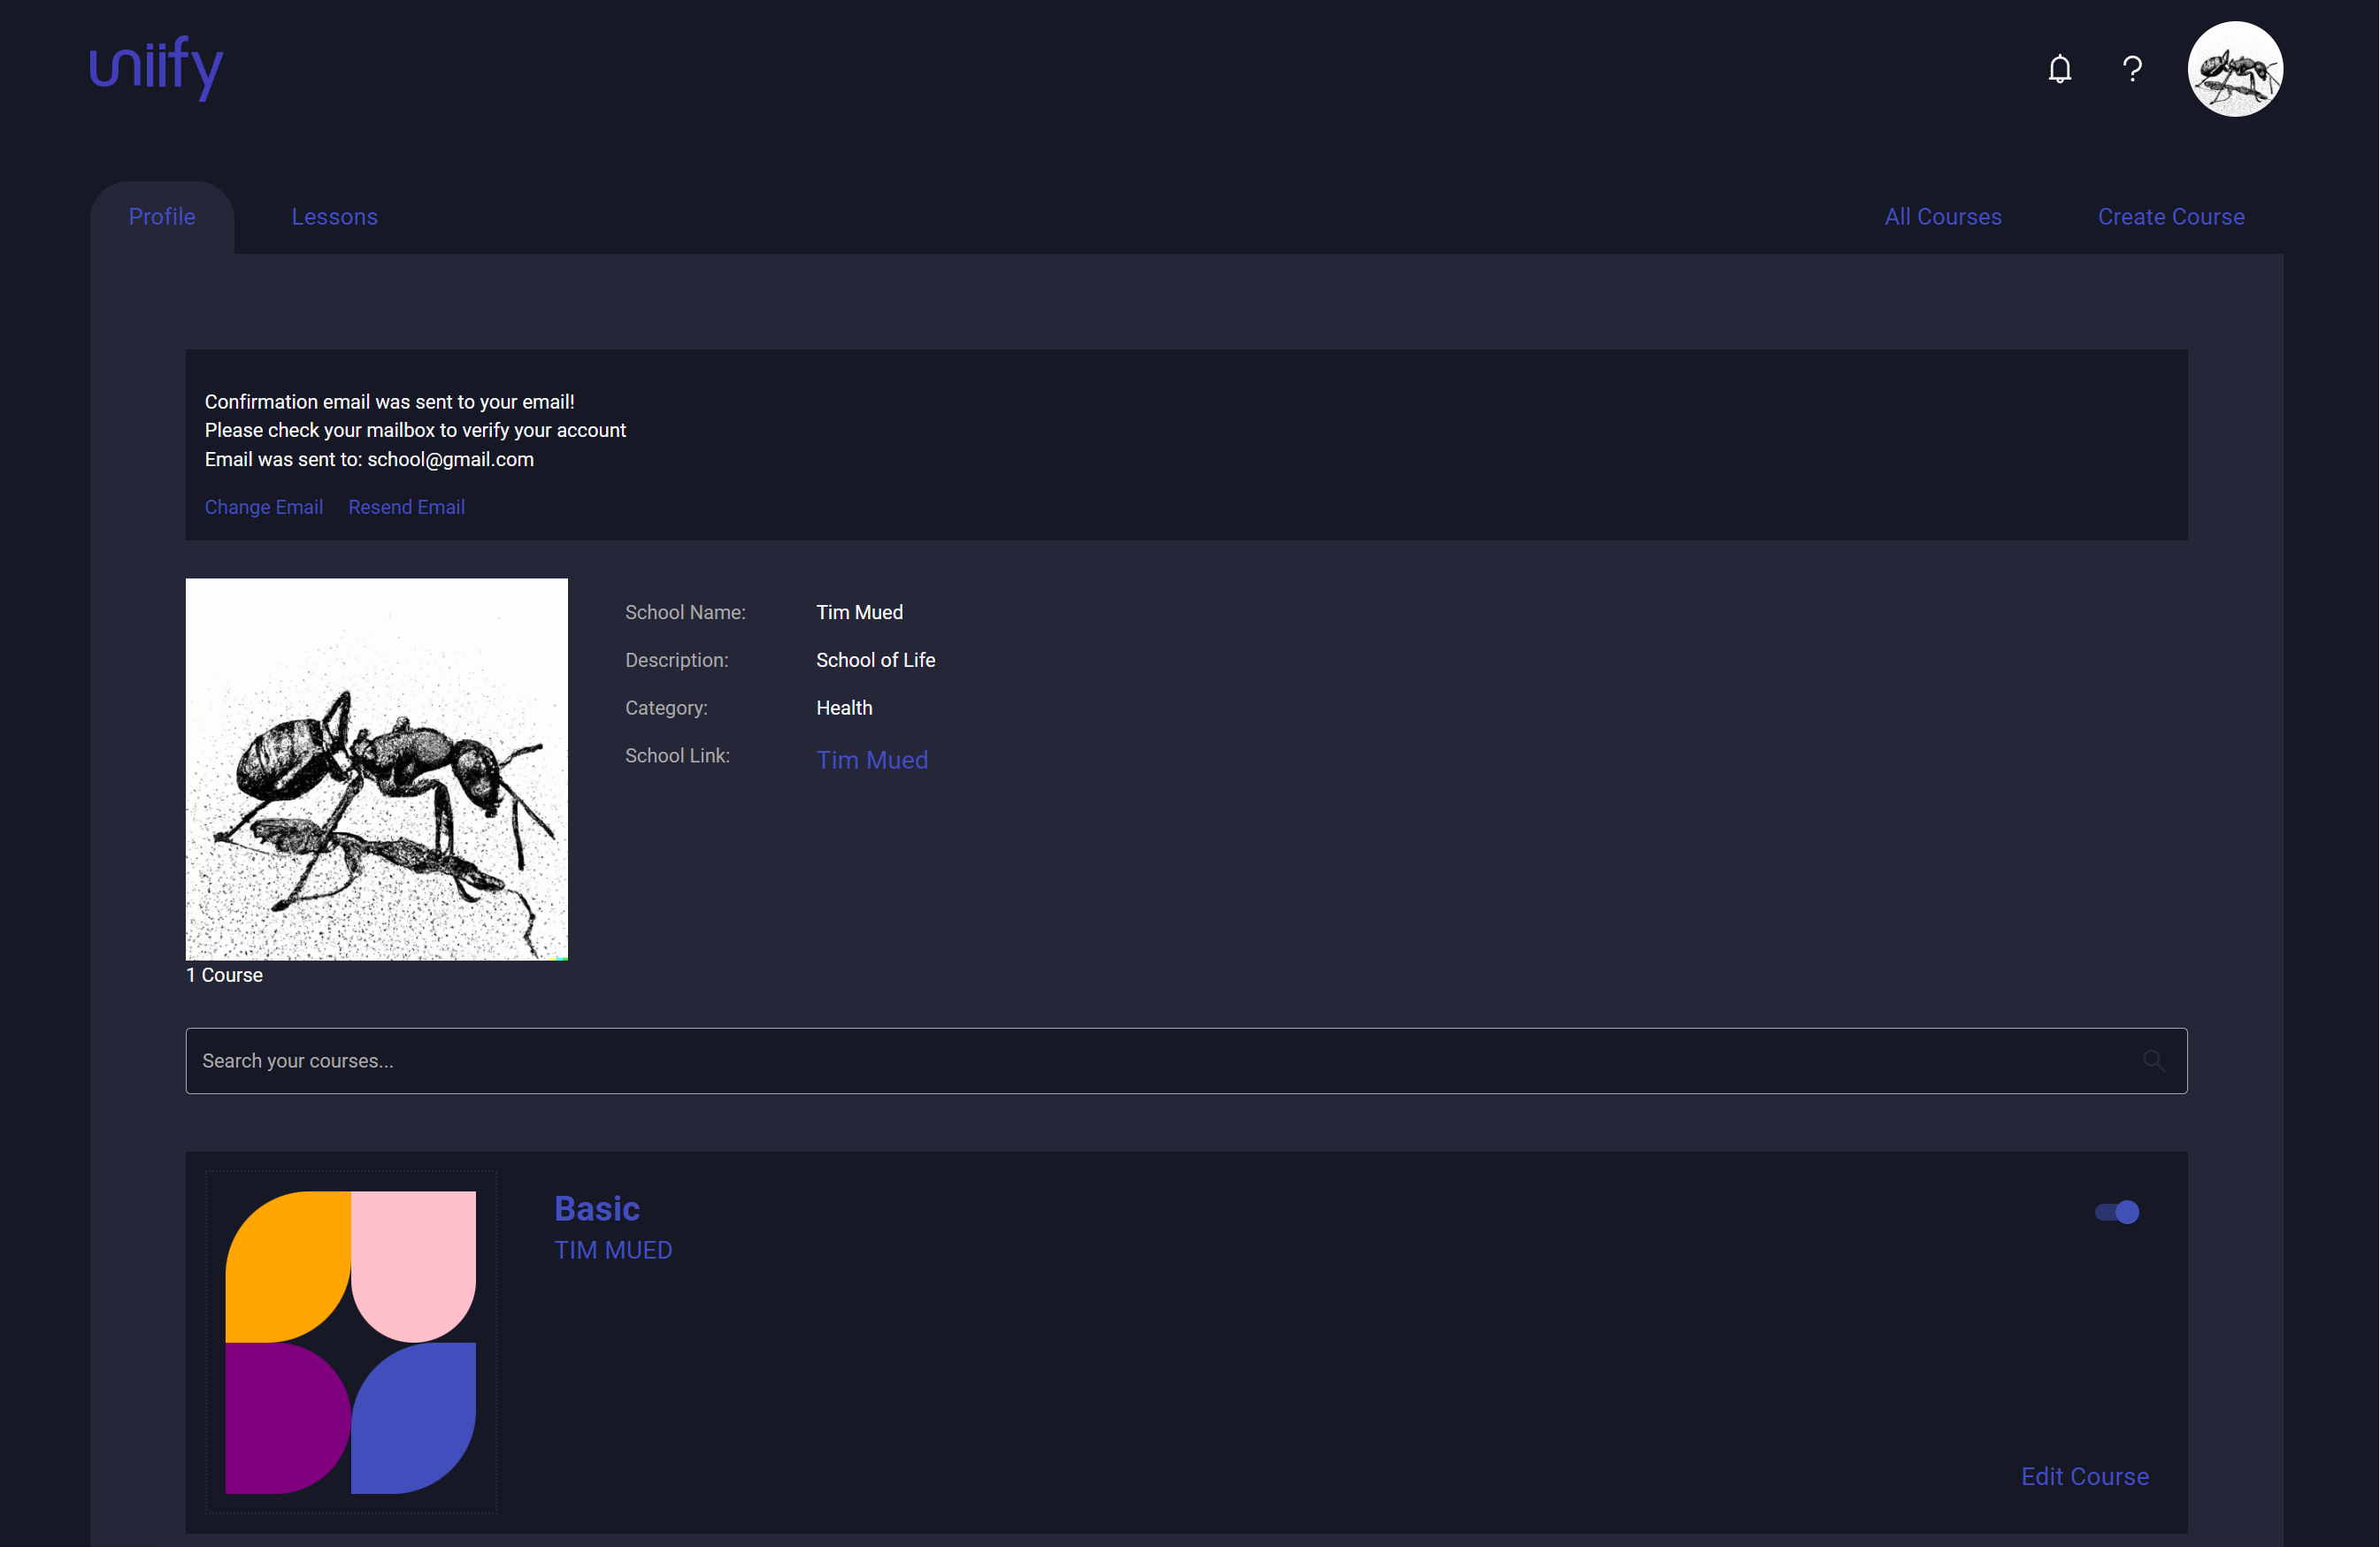 uniify
Profile
Lessons
All Courses
Create Course
Confirmation email was sent to your email!
Please check your mailbox to verify your account
Email was sent to: school@gmail.com
Change Email
Resend Email
School Name:
Tim Mued
Description:
School of Life
Category:
Health
School Link:
Tim Mued
1 Course
Search your courses...
Basic
TIM MUED
Edit Course